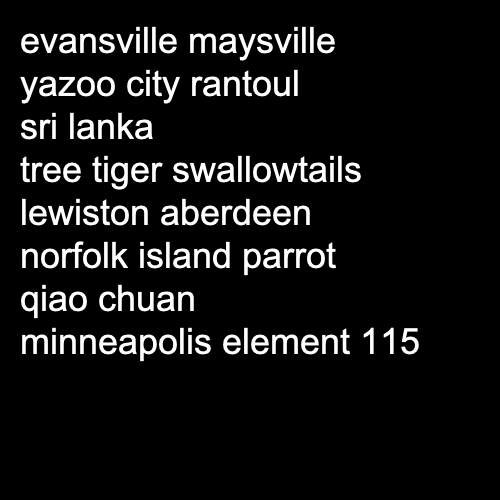 evansville maysville
yazoo city rantoul
sri lanka
tree tiger swallowtails
lewiston aberdeen
norfolk island parrot
qiao chuan
minneapolis element 115